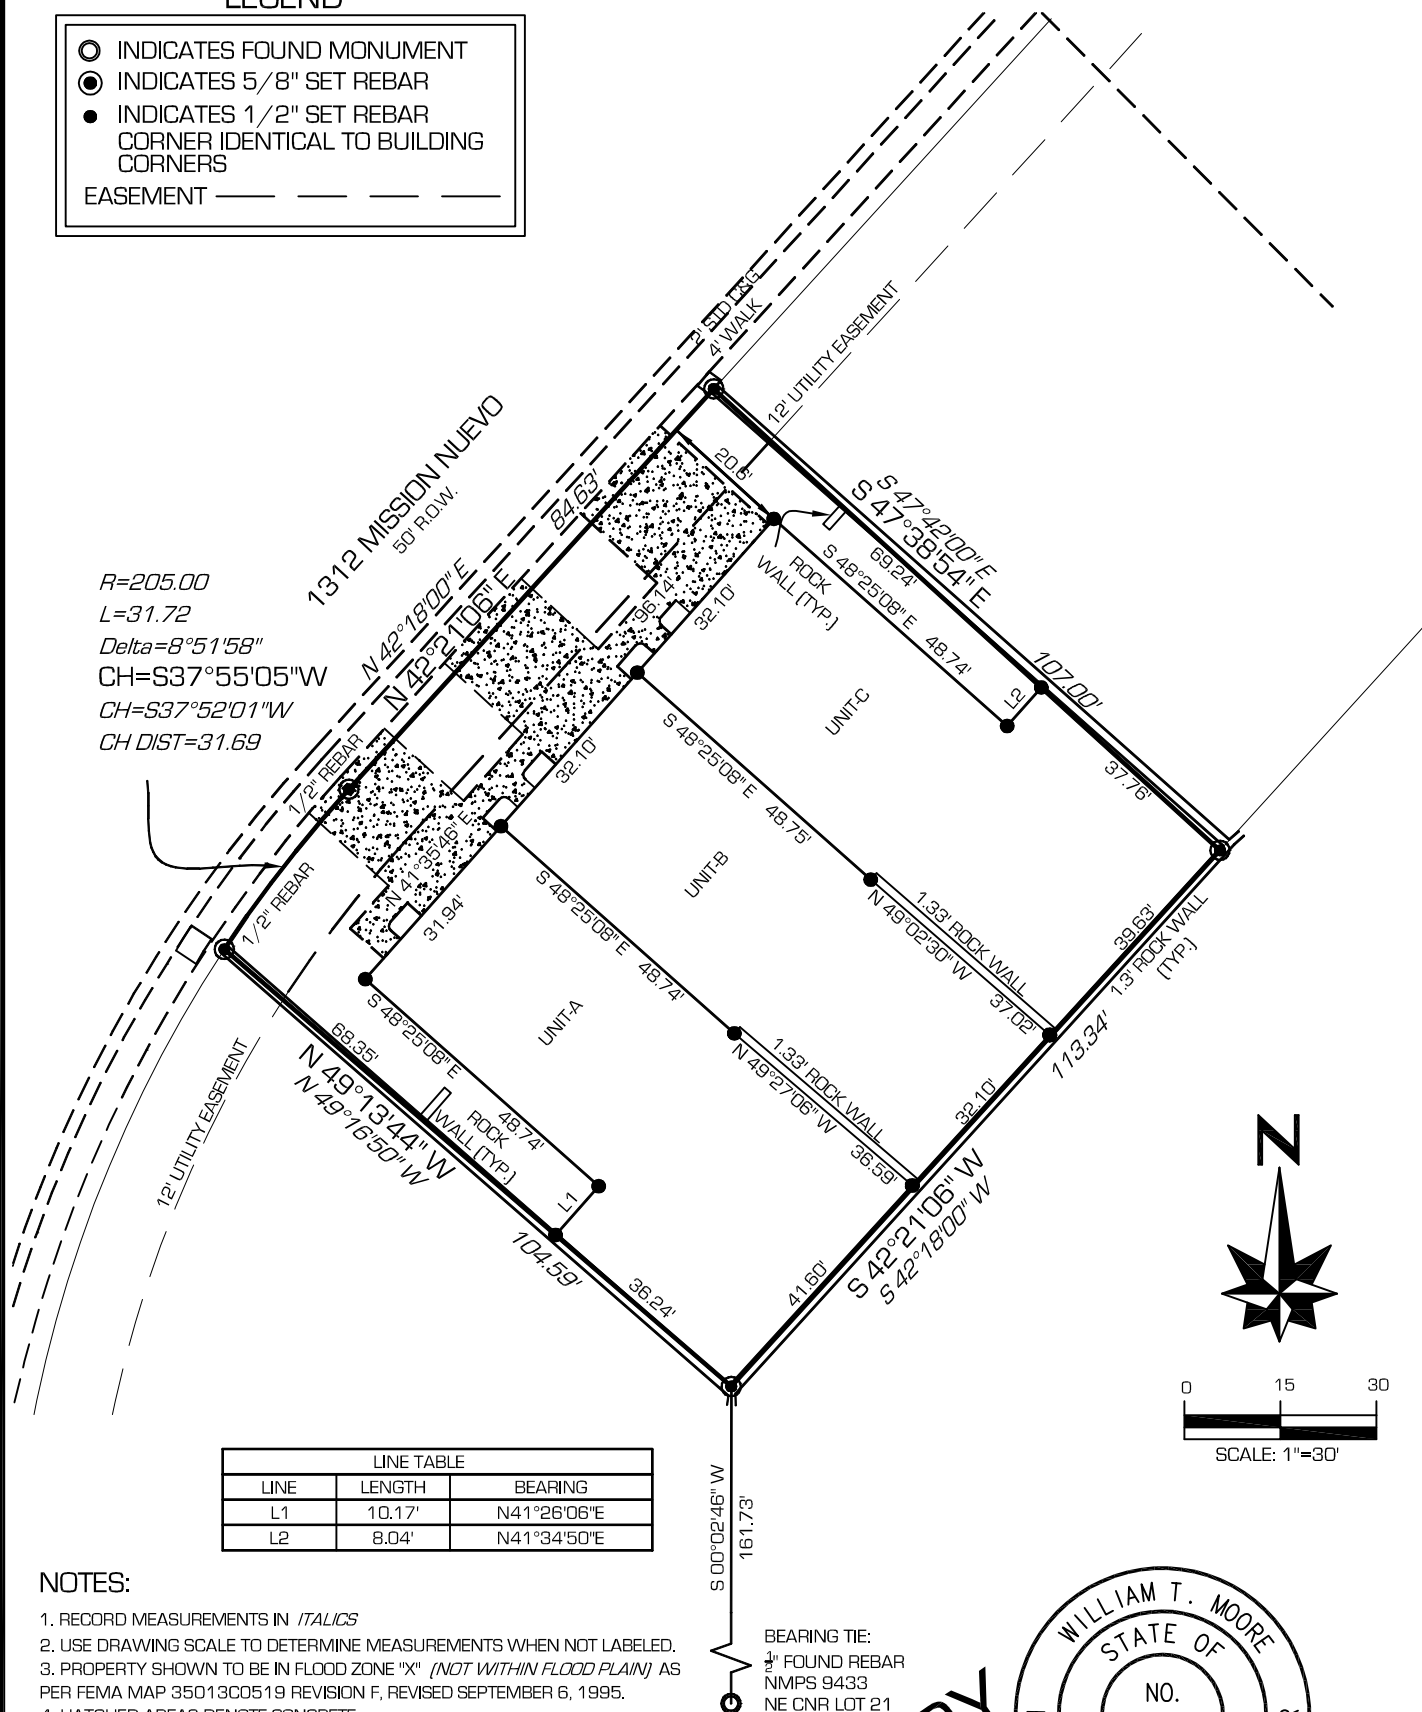 LEGEND
INDICATES FOUND MONUMENT
INDICATES 5/8" SET REBAR
INDICATES 1/2" SET REBAR
CORNER IDENTICAL TO BUILDING
CORNERS
EASEMENT
2' STD C&G
4' WALK
12' UTILITY EASEMENT
1312 MISSION NUEVO
50' R.O.W.
84.63'
N 42°18'00" E
N 42°21'06" E
R=205.00
L=31.72
Delta=8°51'58"
CH=S37°55'05"W
CH=S37°52'01"W
CH DIST=31.69
1/2" REBAR
1/2" REBAR
20.6'
ROCK
WALL (TYP.)
S 47°42'00" E
S 47°38'54" E
69.24'
S 48°25'08" E 48.74'
107.00'
L2
37.76'
96.14'
32.10'
UNIT-C
S 48°25'08" E 48.75'
32.10'
UNIT-B
1.33' ROCK WALL
N 49°02'30" W 37.02'
39.63'
1.3' ROCK WALL
(TYP.)
113.34'
N 41°35'46" E
31.94'
S 48°25'08" E 48.74'
UNIT-A
1.33' ROCK WALL
N 49°27'06" W 36.59'
32.10'
S 42°21'06" W
S 42°18'00" W
S 48°25'08" E 48.74'
68.35'
N 49°13'44" W
N 49°16'50" W
ROCK
WALL (TYP.)
12' UTILITY EASEMENT
L1
104.59'
36.24'
41.60'
N
0 15 30
SCALE: 1"=30'
LINE TABLE
LINE LENGTH BEARING
L1 10.17' N41°26'06"E
L2 8.04' N41°34'50"E
S 00°02'46" W
161.73'
NOTES:
1. RECORD MEASUREMENTS IN ITALICS
2. USE DRAWING SCALE TO DETERMINE MEASUREMENTS WHEN NOT LABELED.
3. PROPERTY SHOWN TO BE IN FLOOD ZONE "X" (NOT WITHIN FLOOD PLAIN) AS
PER FEMA MAP 35013C0519 REVISION F, REVISED SEPTEMBER 6, 1995.
4. HATCHED AREAS DENOTE CONCRETE
BEARING TIE:
1/2" FOUND REBAR
NMPS 9433
NE CNR LOT 21
WILLIAM T. MOORE
STATE OF
NO.